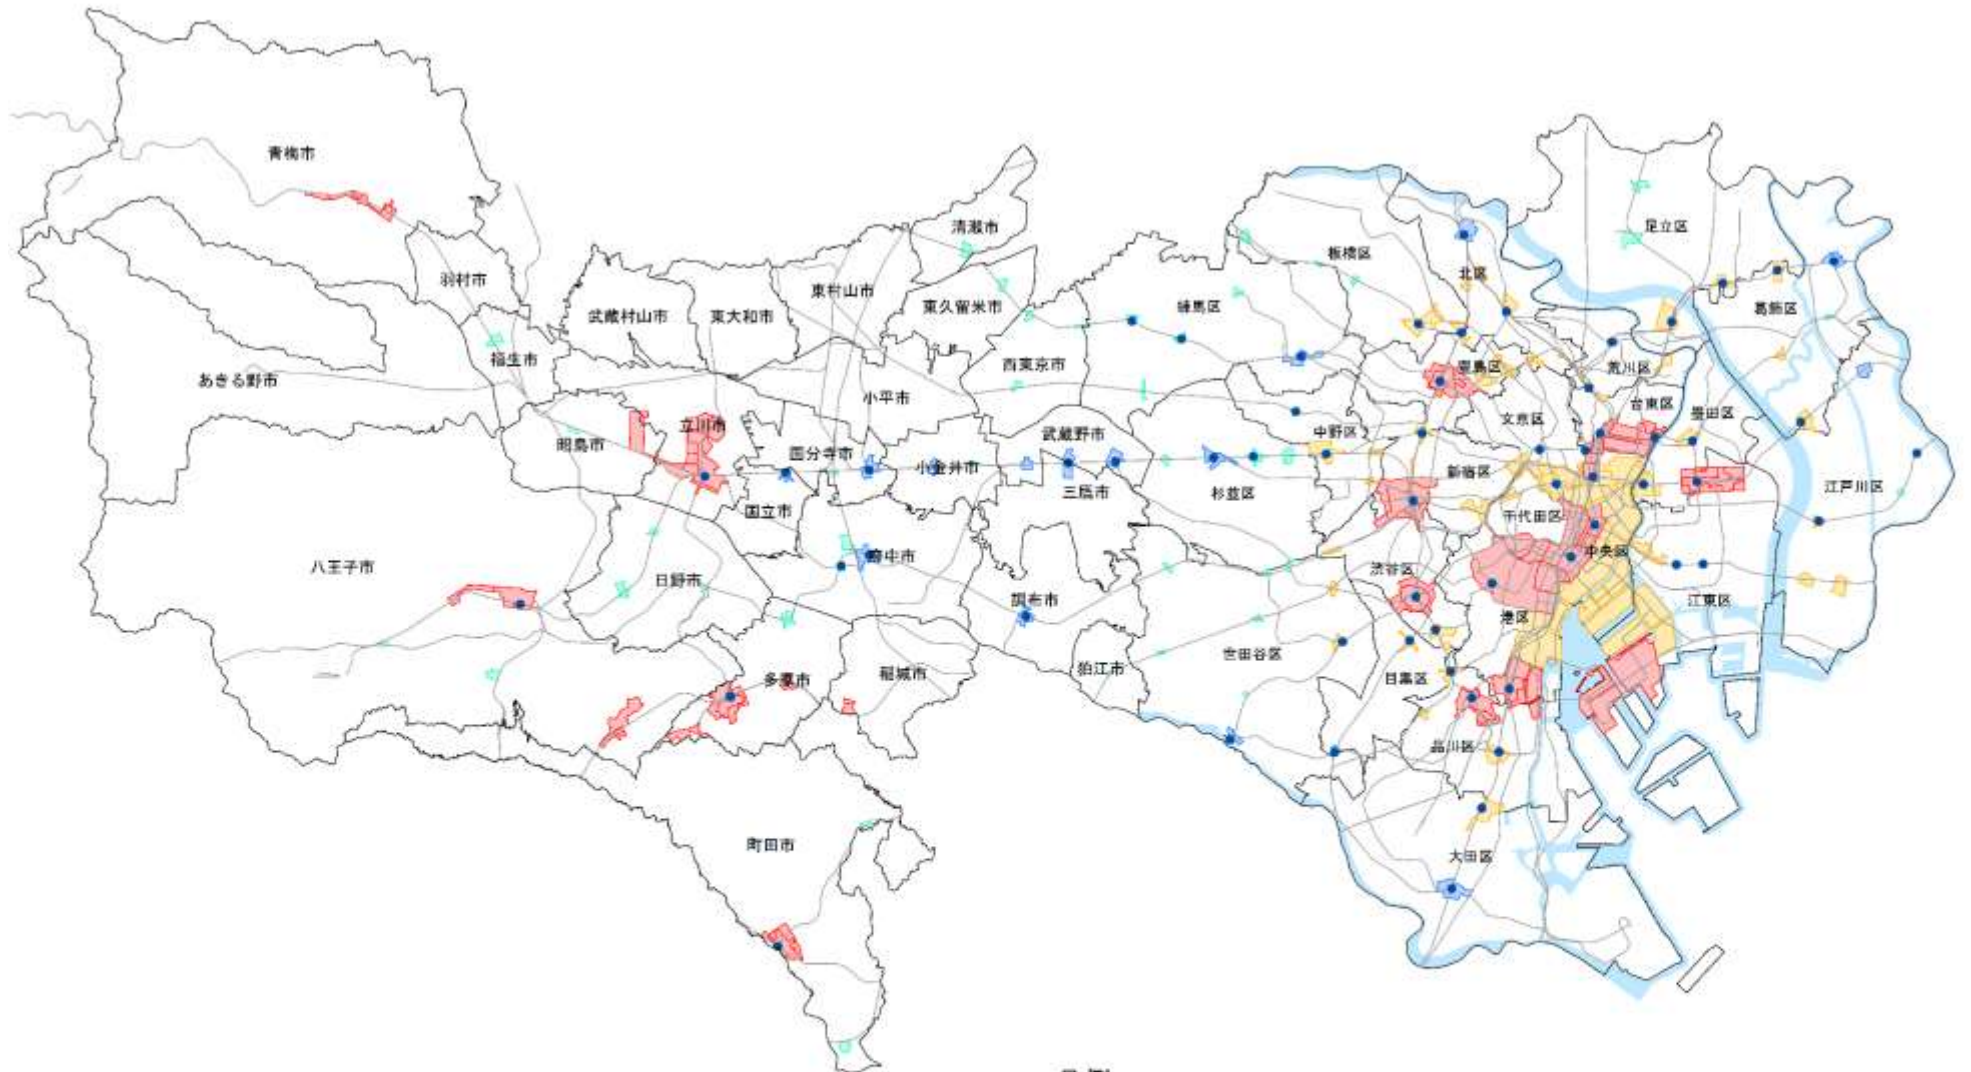 青梅市
足立区
清瀬市
板橋区
北区
羽村市
東村山市
東久留米市
練馬区
葛飾区
武蔵村山市
東大和市
福生市
西東京市
豊島区
荒川区
あきる野市
小平市
台東区
墨田区
文京区
立川市
武蔵野市
中野区
昭島市
国分寺市
小金井市
新宿区
三鷹市
杉並区
江戸川区
国立市
千代田区
府中市
中央区
八王子市
日野市
渋谷区
調布市
江東区
港区
世田谷区
狛江市
稲城市
多摩市
目黒区
品川区
町田市
大田区